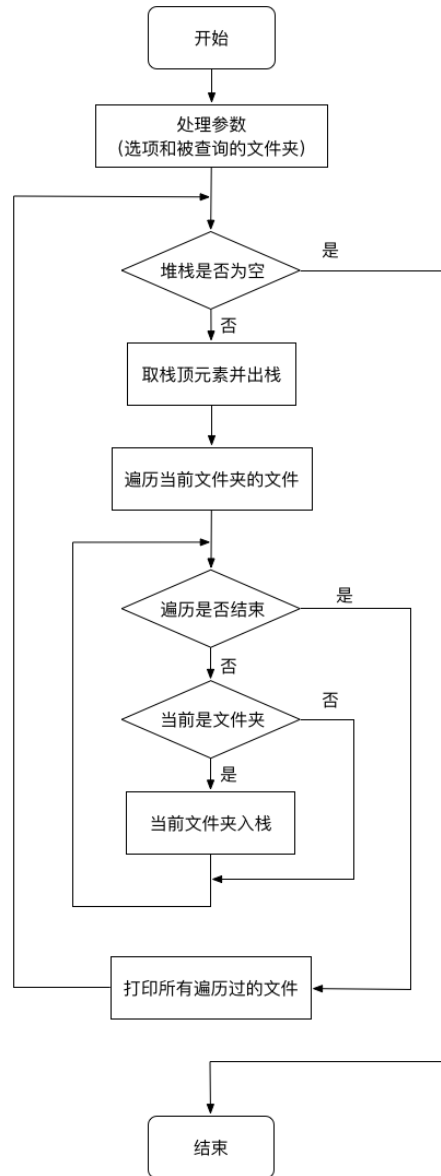 开始
处理参数
（选项和被查询的文件夹）
堆栈是否为空
是
否
取栈顶元素并出栈
遍历当前文件夹的文件
遍历是否结束
是
否
当前是文件夹
否
是
当前文件夹入栈
打印所有遍历过的文件
结束